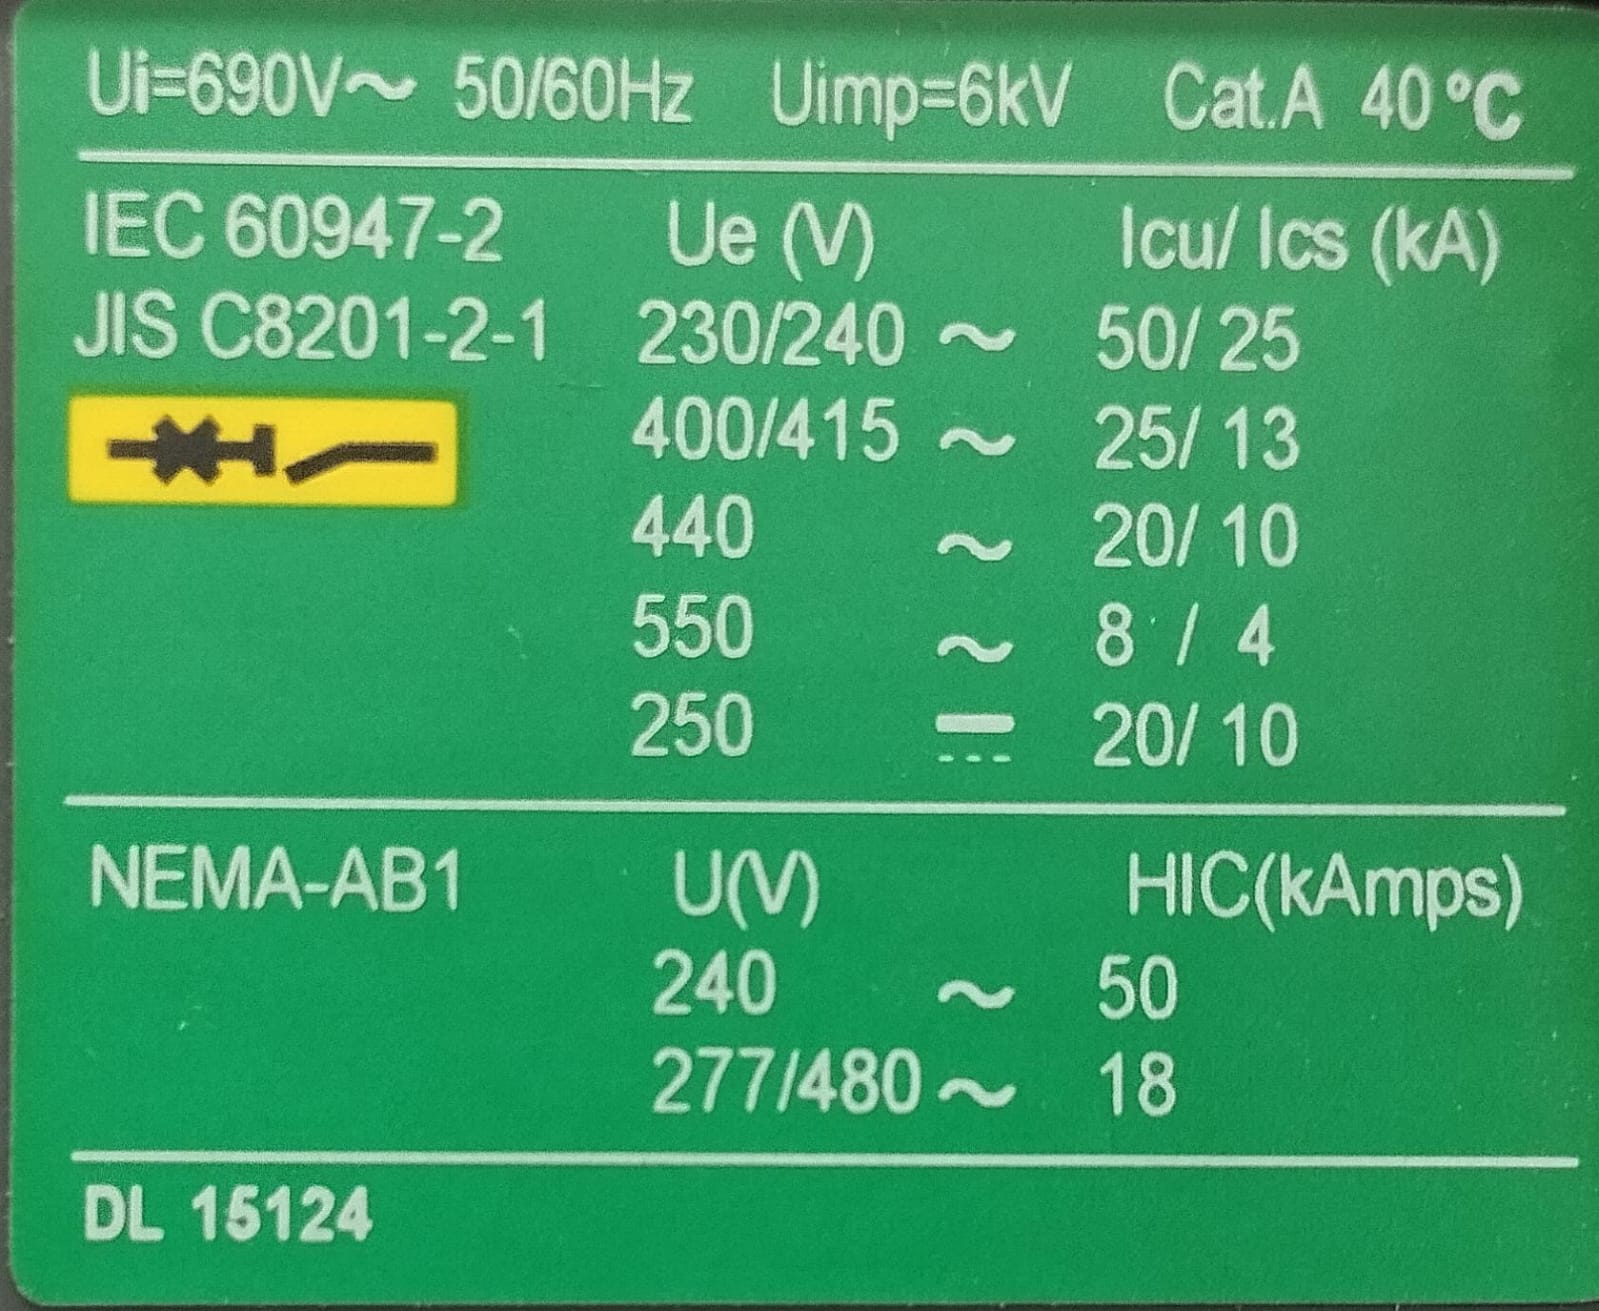 Ui=690V~ 50/60Hz Uimp=6kV Cat.A 40°C
IEC 60947-2 Ue (V) Icu/ Ics (kA)
JIS C8201-2-1 230/240 ~ 50/ 25
400/415 ~ 25/ 13
440 ~ 20/ 10
550 ~ 8 / 4
250 ⎓ 20/ 10
NEMA-AB1 U(V) HIC(kAmps)
240 ~ 50
277/480 ~ 18
DL 15124